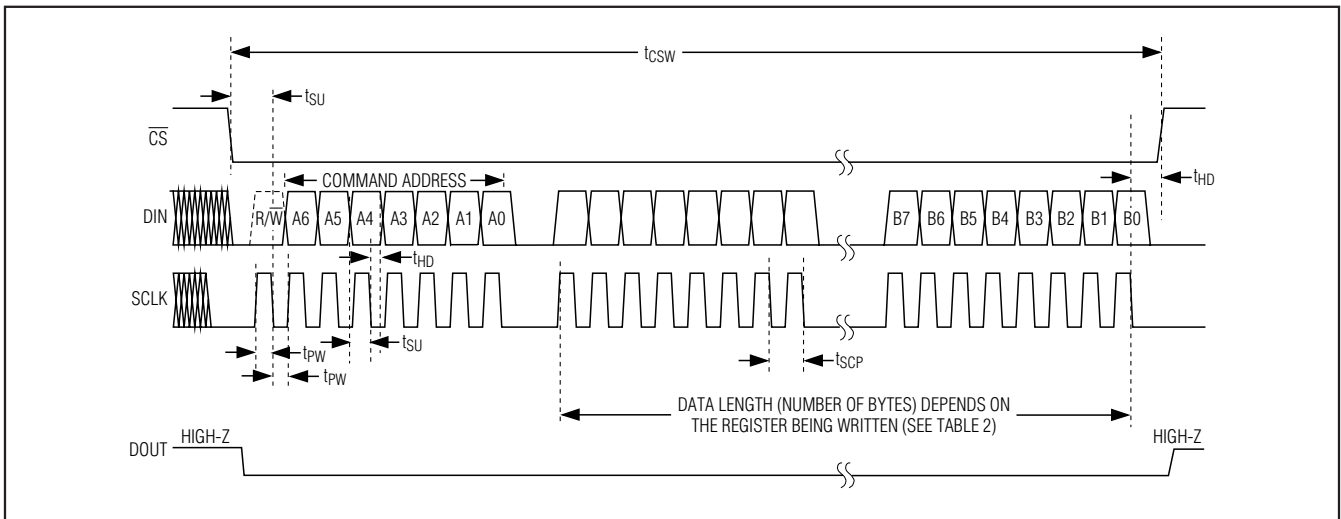 tCSW
tSU
CS
COMMAND ADDRESS
tHD
DIN
R/W A6 A5 A4 A3 A2 A1 A0
B7 B6 B5 B4 B3 B2 B1 B0
tHD
SCLK
tPW
tSU
tSCP
tPW
DATA LENGTH (NUMBER OF BYTES) DEPENDS ON
THE REGISTER BEING WRITTEN (SEE TABLE 2)
HIGH-Z
HIGH-Z
DOUT